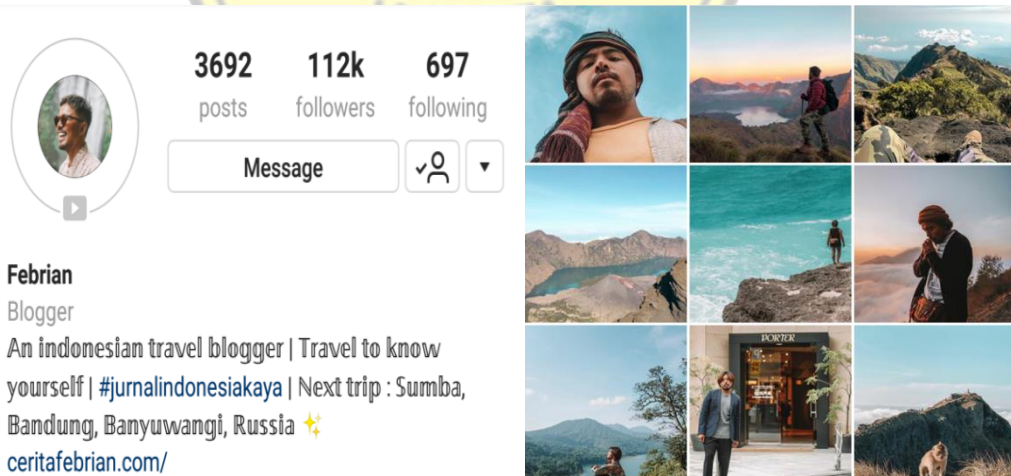 3692 112k 697
posts followers following
Message
Febrian
Blogger
An indonesian travel blogger | Travel to know
yourself | #jurnalindonesiakaya | Next trip : Sumba,
Bandung, Banyuwangi, Russia ✨
ceritafebrian.com/
PORTER